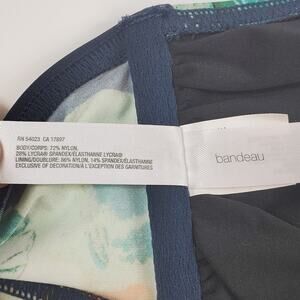 RN 54023 CA 17897
BODY/CORPS: 72% NYLON,
28% LYCRA® SPANDEX/ÉLASTHANNE LYCRA®
LINING/DOUBLURE: 86% NYLON, 14% SPANDEX/ÉLASTHANNE
EXCLUSIVE OF DECORATION/À L'EXCEPTION DES GARNITURES
bandeau